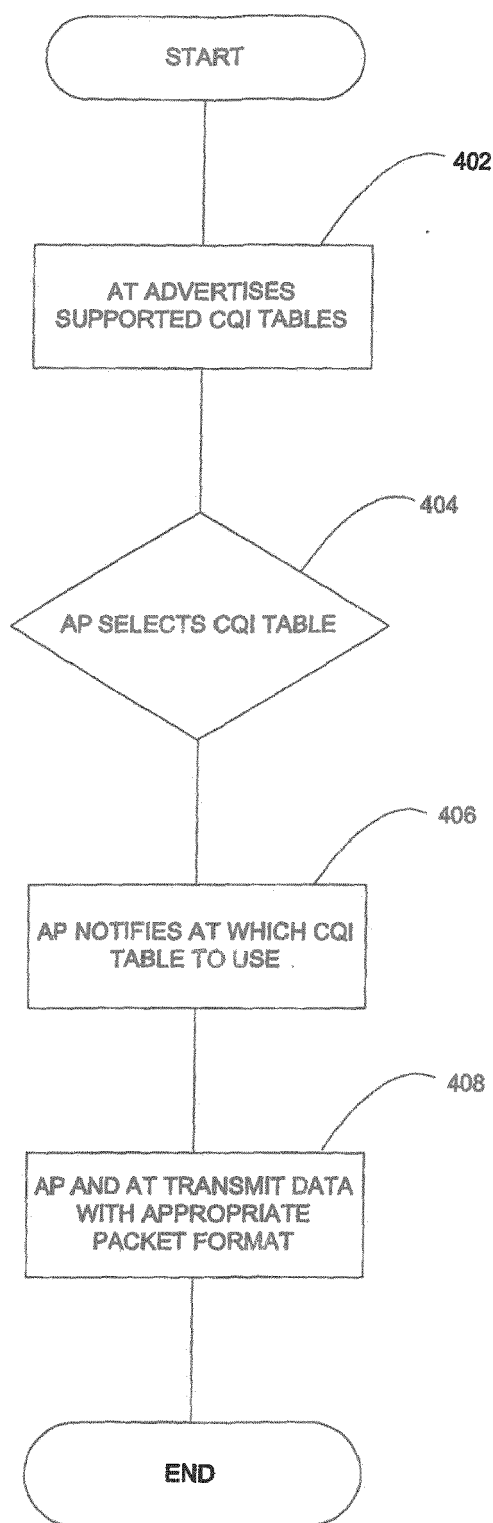 START
402
AT ADVERTISES
SUPPORTED CQI TABLES
404
AP SELECTS CQI TABLE
406
AP NOTIFIES AT WHICH CQI
TABLE TO USE
408
AP AND AT TRANSMIT DATA
WITH APPROPRIATE
PACKET FORMAT
END